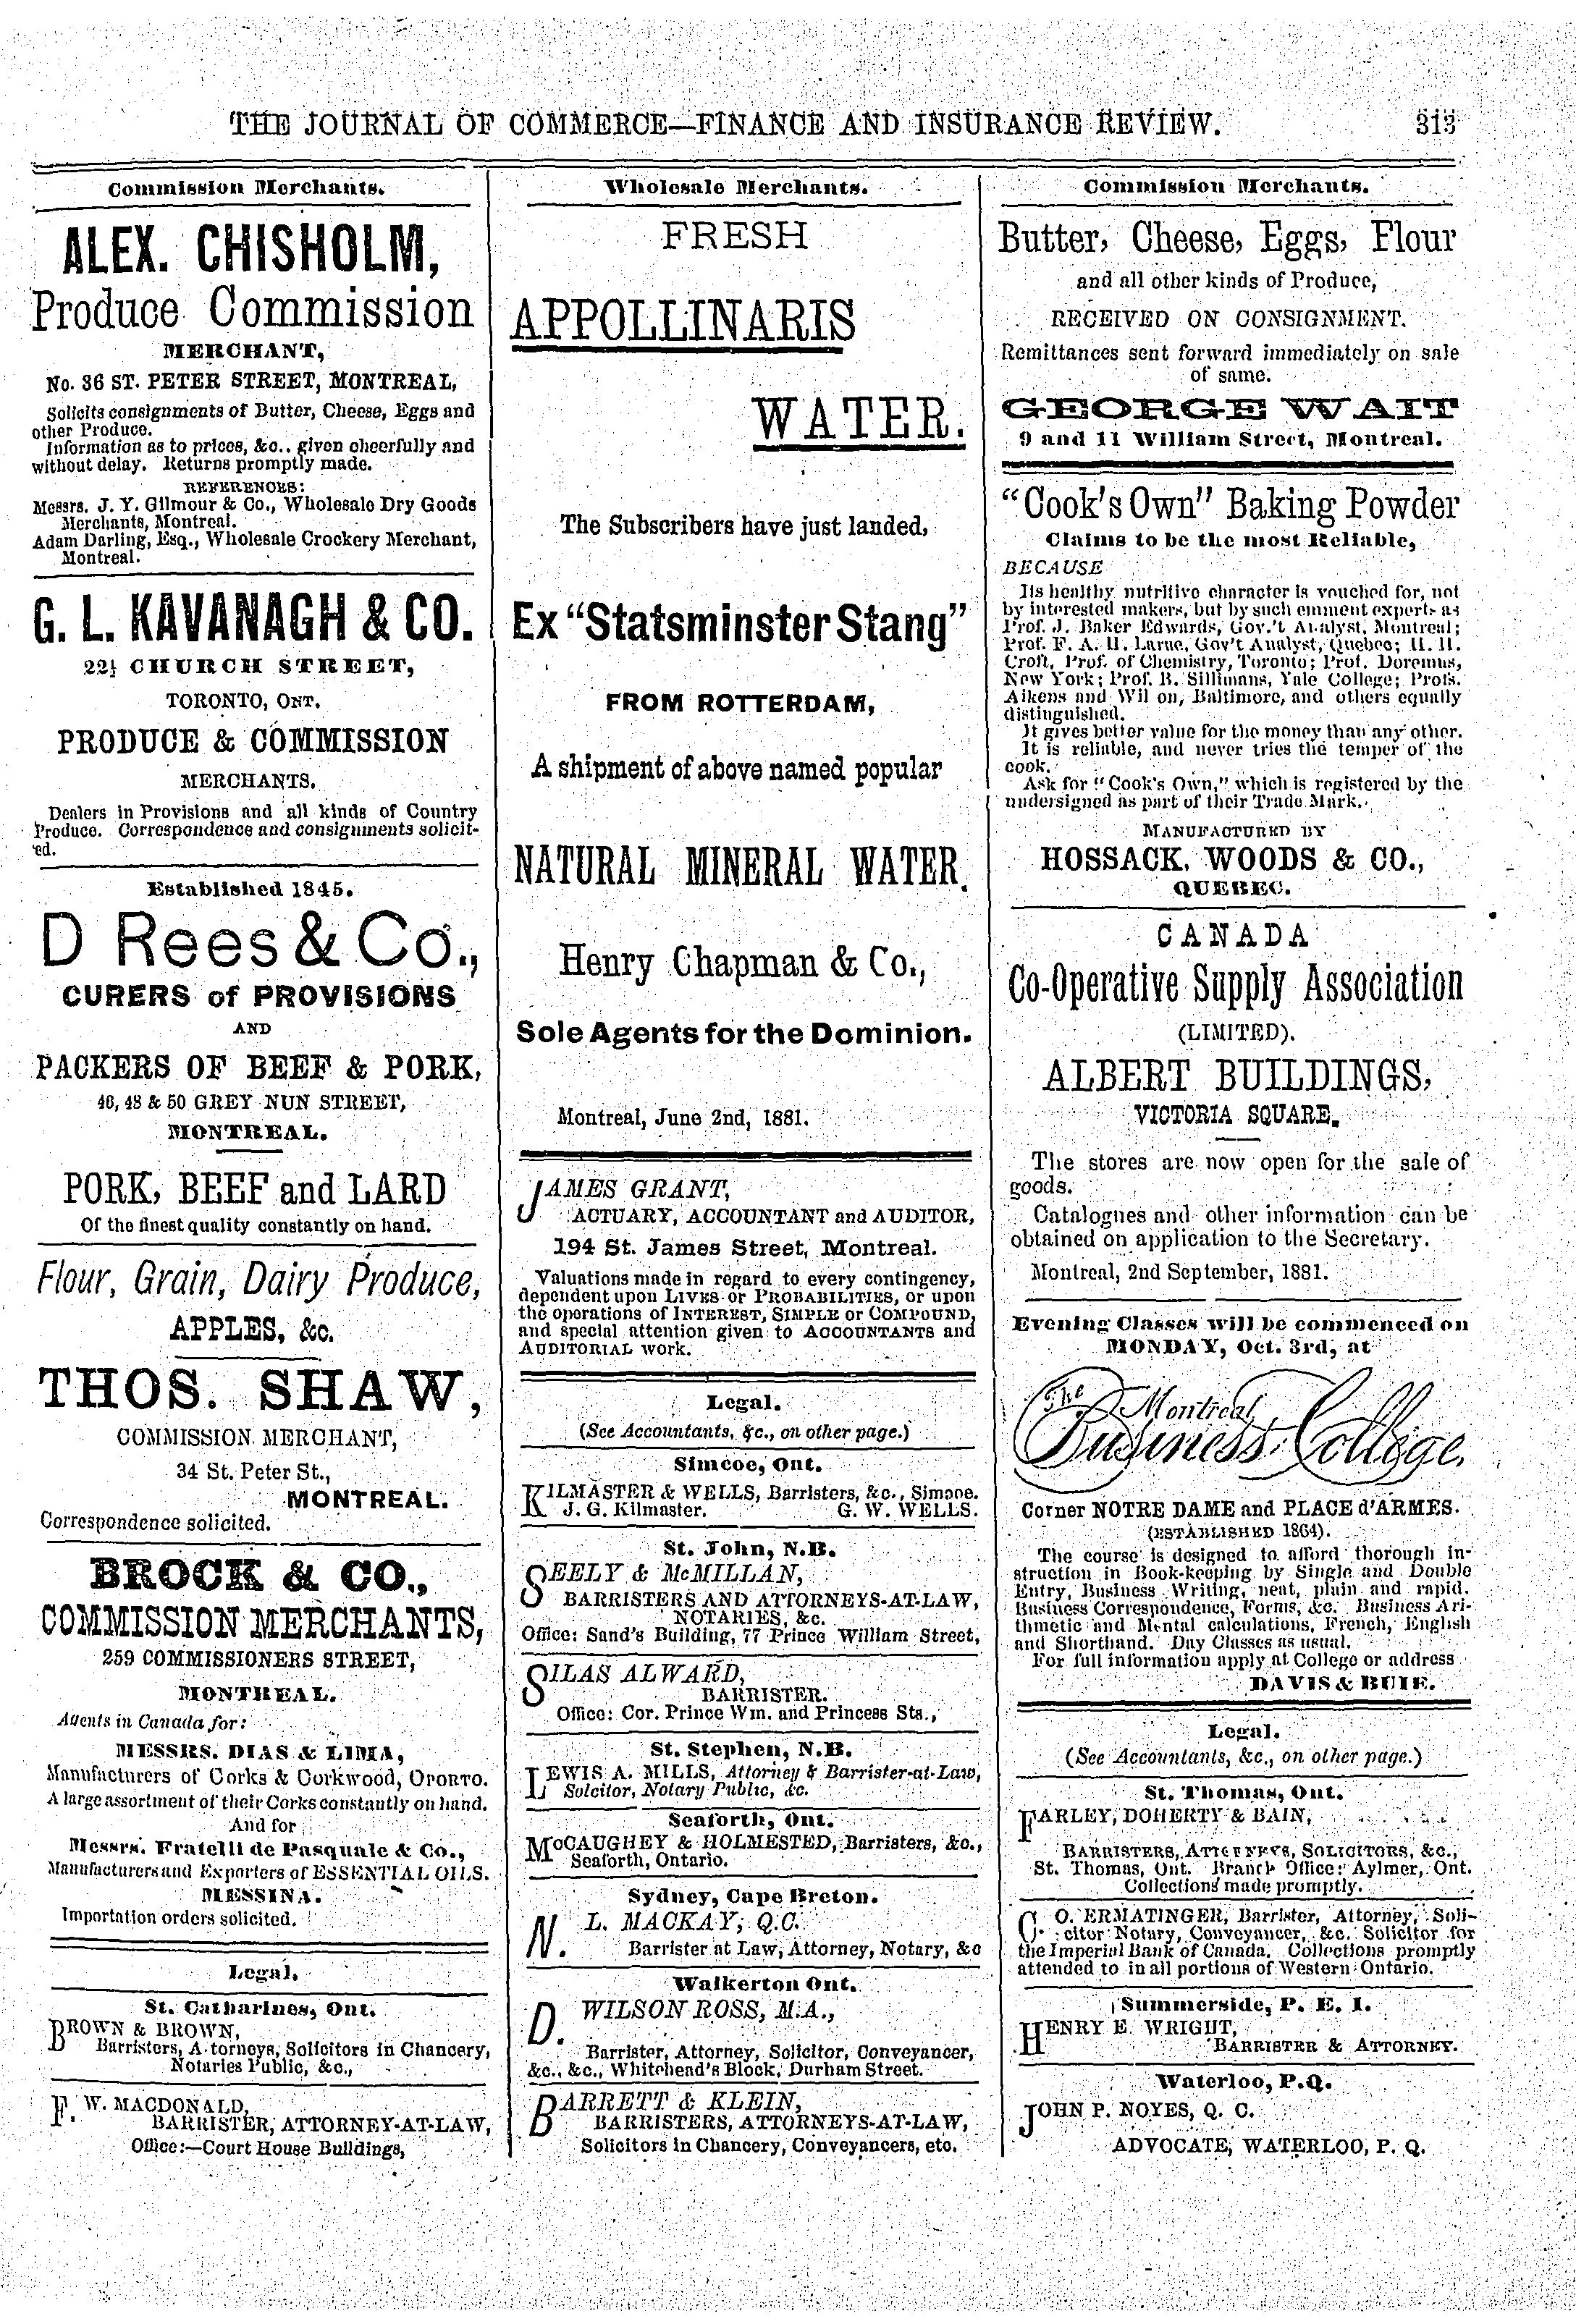 THE JOURNAL OF COMMERCE—FINANCE AND INSURANCE REVIEW. 313
Commission Merchants.
ALEX. CHISHOLM,
Produce Commission
MERCHANT,
No. 36 ST. PETER STREET, MONTREAL,
Solicits consignments of Butter, Cheese, Eggs and
other Produce.
Information as to prices, &c., given cheerfully and
without delay. Returns promptly made.
REFERENCES:
Messrs. J. Y. Gilmour & Co., Wholesale Dry Goods
Merchants, Montreal.
Adam Darling, Esq., Wholesale Crockery Merchant,
Montreal.
G. L. KAVANAGH & CO.
22½ CHURCH STREET,
TORONTO, ONT.
PRODUCE & COMMISSION
MERCHANTS.
Dealers in Provisions and all kinds of Country
Produce. Correspondence and consignments solicit-
ed.
Established 1845.
D Rees & Co.,
CURERS of PROVISIONS
AND
PACKERS OF BEEF & PORK,
46, 48 & 50 GREY NUN STREET,
MONTREAL.
PORK, BEEF and LARD
Of the finest quality constantly on hand.
Flour, Grain, Dairy Produce,
APPLES, &c.
THOS. SHAW,
COMMISSION MERCHANT,
34 St. Peter St.,
MONTREAL.
Correspondence solicited.
BROCK & CO.,
COMMISSION MERCHANTS,
259 COMMISSIONERS STREET,
MONTREAL.
Agents in Canada for:
MESSRS. DIAS & LIMA,
Manufacturers of Corks & Corkwood, OPORTO.
A large assortment of their Corks constantly on hand.
And for
Messrs. Fratelli de Pasquale & Co.,
Manufacturers and Exporters of ESSENTIAL OILS.
MESSINA.
Importation orders solicited.
Legal.
St. Catharines, Ont.
BROWN & BROWN,
Barristers, A torneys, Solicitors in Chancery,
Notaries Public, &c.,
F. W. MACDONALD,
BARRISTER, ATTORNEY-AT-LAW,
Office:—Court House Buildings,
Wholesale Merchants.
FRESH
APPOLLINARIS
WATER.
The Subscribers have just landed,
Ex "Statsminster Stang"
FROM ROTTERDAM,
A shipment of above named popular
NATURAL MINERAL WATER.
Henry Chapman & Co.,
Sole Agents for the Dominion.
Montreal, June 2nd, 1881.
JAMES GRANT,
ACTUARY, ACCOUNTANT and AUDITOR,
194 St. James Street, Montreal.
Valuations made in regard to every contingency,
dependent upon LIVES or PROBABILITIES, or upon
the operations of INTEREST, SIMPLE or COMPOUND,
and special attention given to ACCOUNTANTS and
AUDITORIAL work.
Legal.
(See Accountants, &c., on other page.)
Simcoe, Ont.
KILMASTER & WELLS, Barristers, &c., Simcoe.
J. G. Kilmaster. G. W. WELLS.
St. John, N.B.
SEELY & McMILLAN,
BARRISTERS AND ATTORNEYS-AT-LAW,
NOTARIES, &c.
Office: Sand's Building, 77 Prince William Street,
SILAS ALWARD,
BARRISTER.
Office: Cor. Prince Wm. and Princess Sts.,
St. Stephen, N.B.
LEWIS A. MILLS, Attorney & Barrister-at-Law,
Solcitor, Notary Public, &c.
Seaforth, Ont.
McCAUGHEY & HOLMESTED, Barristers, &c.,
Seaforth, Ontario.
Sydney, Cape Breton.
N. L. MACKAY, Q.C.
Barrister at Law, Attorney, Notary, &c
Walkerton Ont.
D. WILSON ROSS, M.A.,
Barrister, Attorney, Solicitor, Conveyancer,
&c., &c., Whitehead's Block, Durham Street.
BARRETT & KLEIN,
BARRISTERS, ATTORNEYS-AT-LAW,
Solicitors in Chancery, Conveyancers, etc.
Commission Merchants.
Butter, Cheese, Eggs, Flour
and all other kinds of Produce,
RECEIVED ON CONSIGNMENT.
Remittances sent forward immediately on sale
of same.
GEORGE WAIT
9 and 11 William Street, Montreal.
"Cook's Own" Baking Powder
Claims to be the most Reliable,
BECAUSE
Its healthy nutritive character is vouched for, not
by interested makers, but by such eminent experts as
Prof. J. Baker Edwards, Gov.'t Analyst, Montreal;
Prof. F. A. H. Larue, Gov't Analyst, Quebec; H. H.
Croft, Prof. of Chemistry, Toronto; Prof. Doremus,
New York; Prof. B. Sillimans, Yale College; Profs.
Aikens and Wil on, Baltimore, and others equally
distinguished.
It gives better value for the money than any other.
It is reliable, and never tries the temper of the
cook.
Ask for "Cook's Own," which is registered by the
undersigned as part of their Trade Mark.
MANUFACTURED BY
HOSSACK, WOODS & CO.,
QUEBEC.
CANADA
Co-Operative Supply Association
(LIMITED).
ALBERT BUILDINGS,
VICTORIA SQUARE.
The stores are now open for the sale of
goods.
Catalogues and other information can be
obtained on application to the Secretary.
Montreal, 2nd September, 1881.
Evening Classes will be commenced on
MONDAY, Oct. 3rd, at
The Montreal
Business College,
Corner NOTRE DAME and PLACE d'ARMES.
(ESTABLISHED 1864).
The course is designed to afford thorough in-
struction in Book-keeping by Single and Double
Entry, Business Writing, neat, plain and rapid.
Business Correspondence, Forms, &c. Business Ari-
thmetic and Mental calculations, French, English
and Shorthand. Day Classes as usual.
For full information apply at College or address
DAVIS & BUIE.
Legal.
(See Accountants, &c., on other page.)
St. Thomas, Ont.
FARLEY, DOHERTY & BAIN,
BARRISTERS, ATTORNEYS, SOLICITORS, &c.,
St. Thomas, Ont. Branch Office: Aylmer, Ont.
Collections made promptly.
C. O. ERMATINGER, Barrister, Attorney, Soli-
citor Notary, Conveyancer, &c. Solicitor for
the Imperial Bank of Canada. Collections promptly
attended to in all portions of Western Ontario.
Summerside, P. E. I.
HENRY E. WRIGHT,
BARRISTER & ATTORNEY.
Waterloo, P.Q.
JOHN P. NOYES, Q. C.
ADVOCATE, WATERLOO, P. Q.